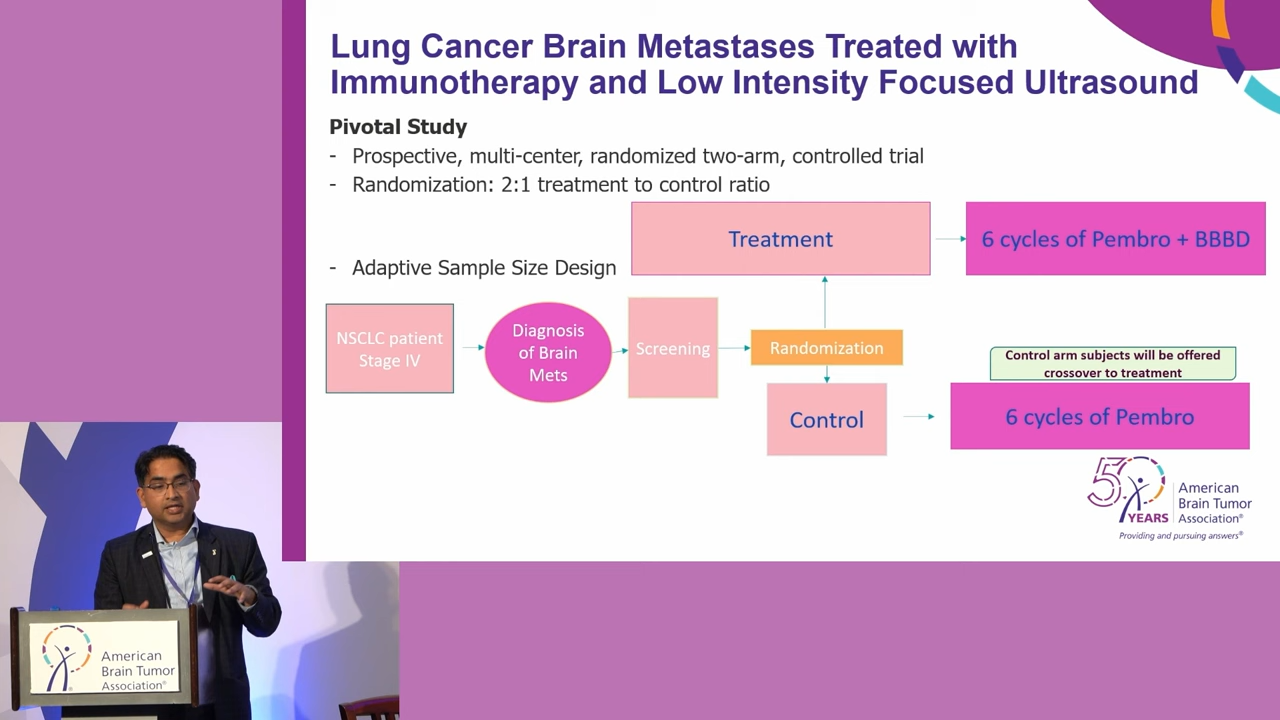 Lung Cancer Brain Metastases Treated with
Immunotherapy and Low Intensity Focused Ultrasound
Pivotal Study
- Prospective, multi-center, randomized two-arm, controlled trial
- Randomization: 2:1 treatment to control ratio
Treatment
6 cycles of Pembro + BBBD
- Adaptive Sample Size Design
NSCLC patient
Stage IV
Diagnosis
of Brain
Mets
Screening
Randomization
Control arm subjects will be offered
crossover to treatment
Control
6 cycles of Pembro
50
YEARS
American
Brain Tumor
Association®
Providing and pursuing answers®
American
Brain Tumor
Association®